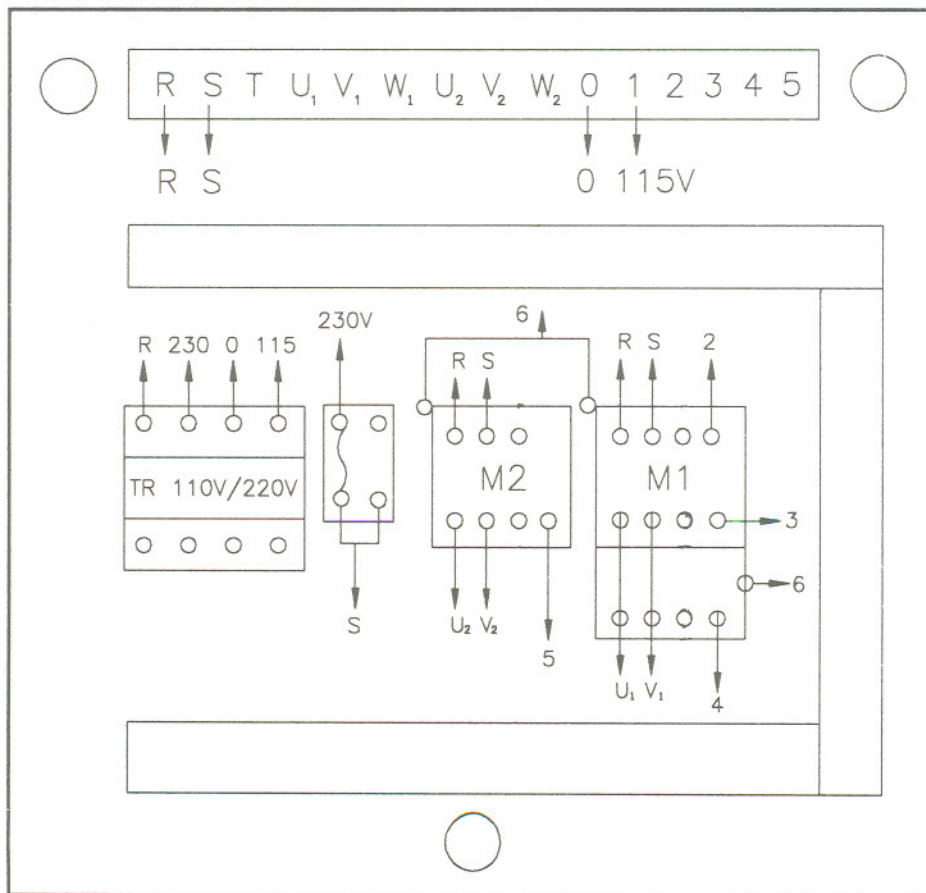 R S T U₁ V₁ W₁ U₂ V₂ W₂ 0 1 2 3 4 5
R S 0 115V
230V 6
R 230 0 115 R S R S 2
TR 110V/220V M2 M1
3
6
S U₂ V₂ 5
U₁ V₁ 4